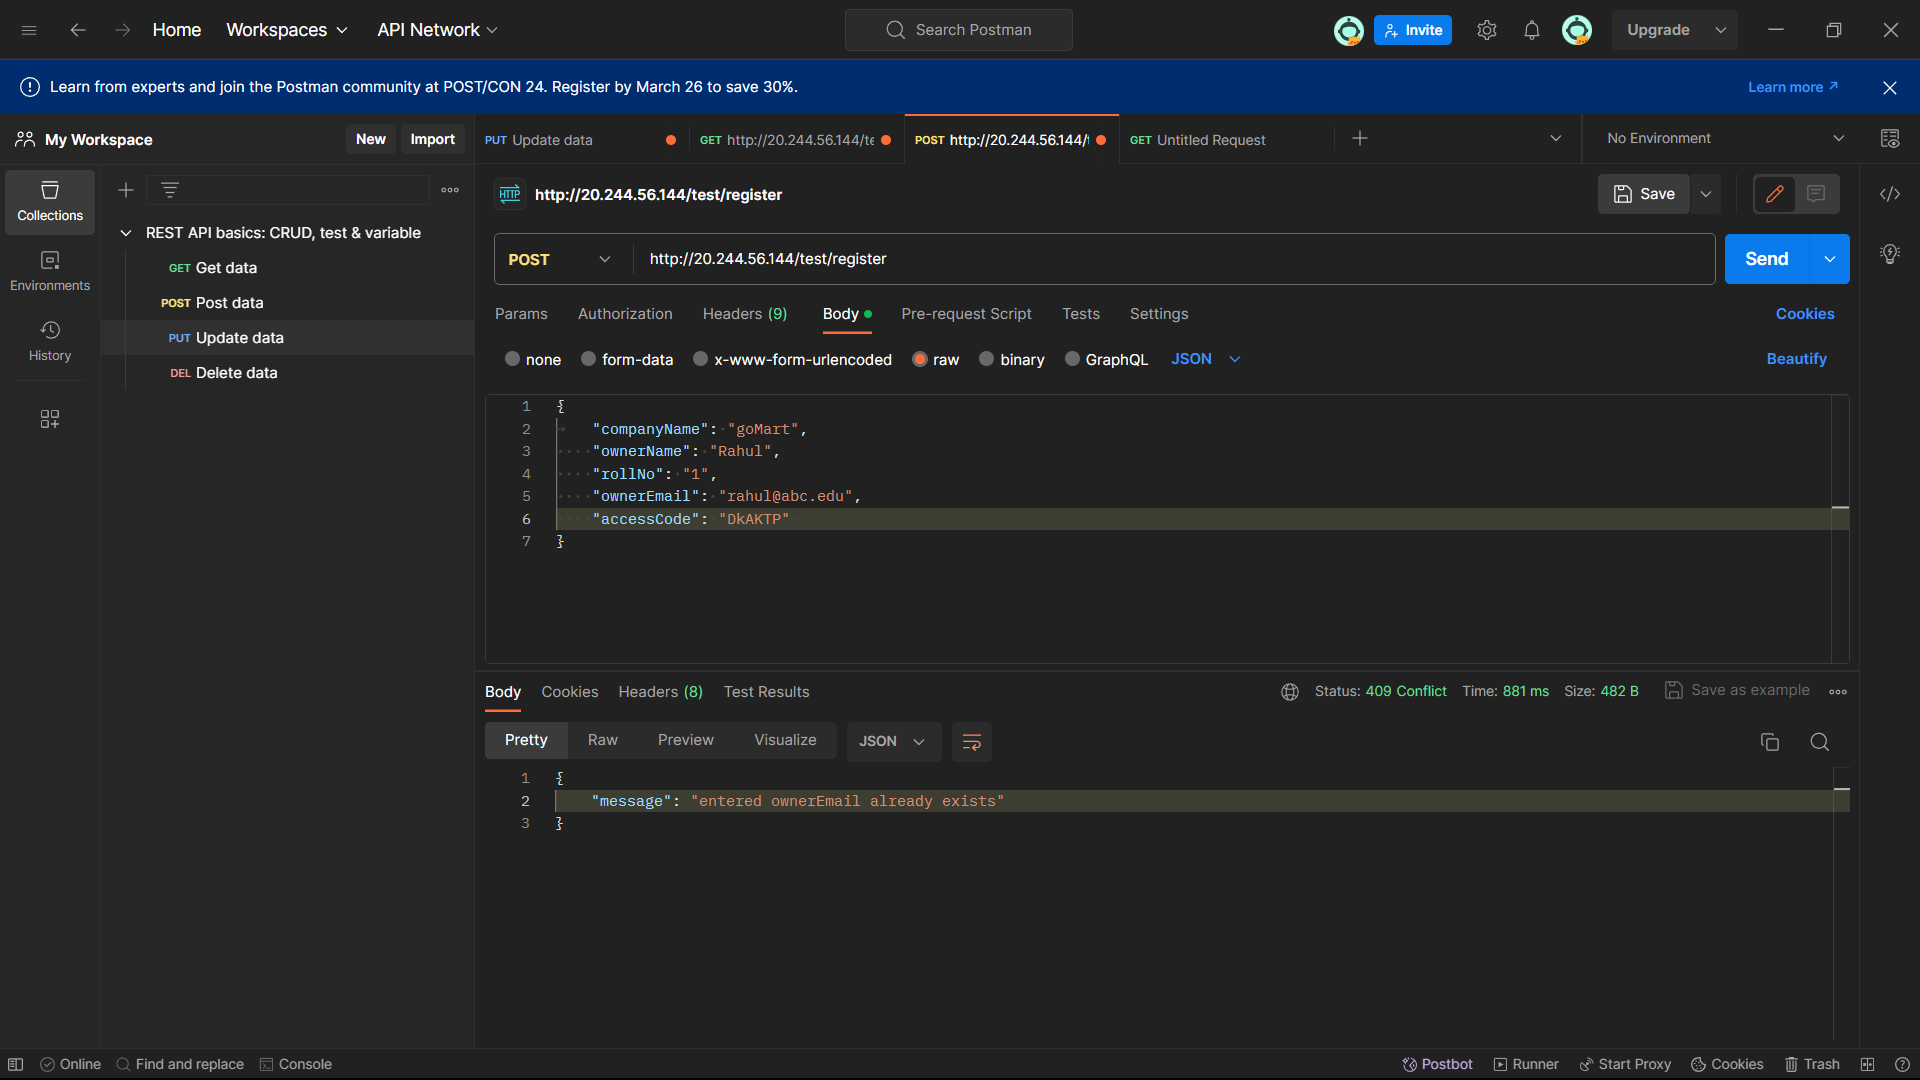 Home Workspaces API Network Search Postman Invite Upgrade
Learn from experts and join the Postman community at POST/CON 24. Register by March 26 to save 30%. Learn more
My Workspace New Import
PUT Update data GET http://20.244.56.144/te POST http://20.244.56.144/ GET Untitled Request No Environment
Collections
Environments
History
REST API basics: CRUD, test & variable
GET Get data
POST Post data
PUT Update data
DEL Delete data
HTTP http://20.244.56.144/test/register Save
POST http://20.244.56.144/test/register Send
Params Authorization Headers (9) Body Pre-request Script Tests Settings Cookies
none form-data x-www-form-urlencoded raw binary GraphQL JSON Beautify
1 {
2 "companyName": "goMart",
3 "ownerName": "Rahul",
4 "rollNo": "1",
5 "ownerEmail": "rahul@abc.edu",
6 "accessCode": "DkAKTP"
7 }
Body Cookies Headers (8) Test Results Status: 409 Conflict Time: 881 ms Size: 482 B Save as example
Pretty Raw Preview Visualize JSON
1 {
2 "message": "entered ownerEmail already exists"
3 }
Online Find and replace Console Postbot Runner Start Proxy Cookies Trash